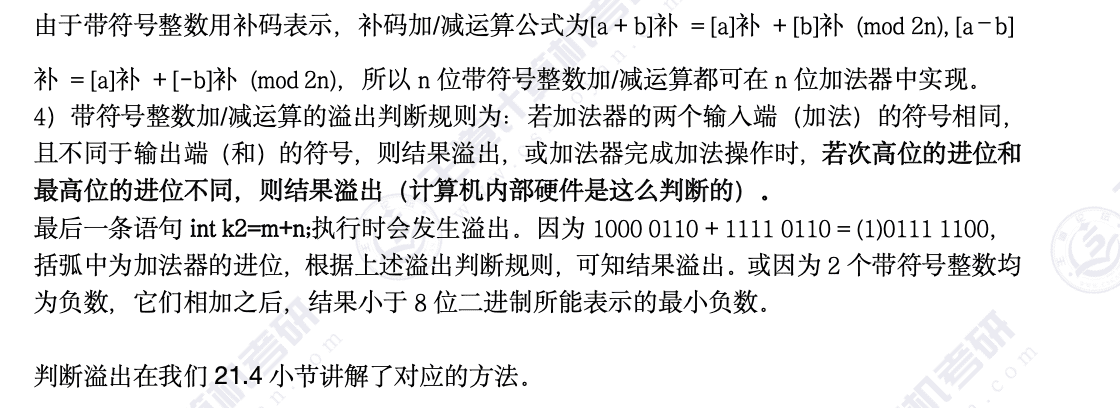 由于带符号整数用补码表示，补码加/减运算公式为[a + b]补 = [a]补 + [b]补 (mod 2n), [a－b]
补 = [a]补 + [-b]补 (mod 2n)，所以 n 位带符号整数加/减运算都可在 n 位加法器中实现。
4）带符号整数加/减运算的溢出判断规则为：若加法器的两个输入端（加法）的符号相同，
且不同于输出端（和）的符号，则结果溢出，或加法器完成加法操作时，若次高位的进位和
最高位的进位不同，则结果溢出（计算机内部硬件是这么判断的）.
最后一条语句 int k2=m+n;执行时会发生溢出。因为 1000 0110 + 1111 0110 = (1)0111 1100，
括弧中为加法器的进位，根据上述溢出判断规则，可知结果溢出。或因为 2 个带符号整数均
为负数，它们相加之后，结果小于 8 位二进制所能表示的最小负数。
判断溢出在我们 21.4 小节讲解了对应的方法。